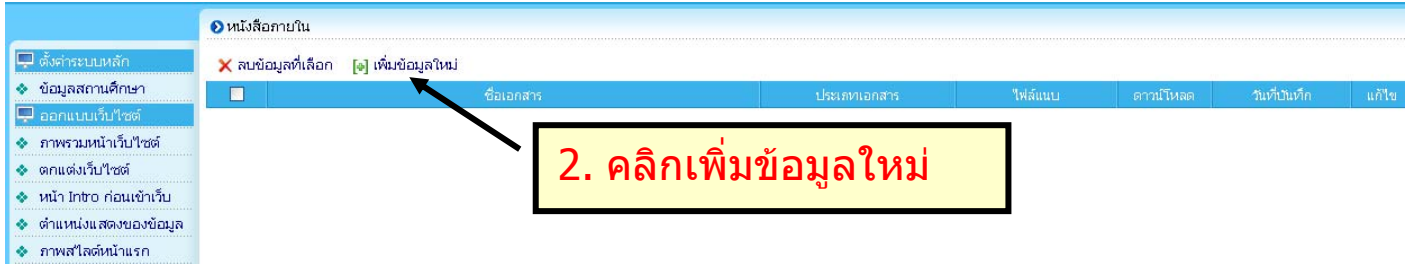 หนังสือภายใน
ตั้งค่าระบบหลัก
ข้อมูลสถานศึกษา
ออกแบบเว็บไซต์
ภาพรวมหน้าเว็บไซต์
ตกแต่งเว็บไซต์
หน้า Intro ก่อนเข้าเว็บ
ตำแหน่งแสดงของข้อมูล
ภาพสไลด์หน้าแรก
ลบข้อมูลที่เลือก [+] เพิ่มข้อมูลใหม่
ชื่อเอกสาร ประเภทเอกสาร ไฟล์แนบ ดาวน์โหลด วันที่บันทึก แก้ไข
2. คลิกเพิ่มข้อมูลใหม่